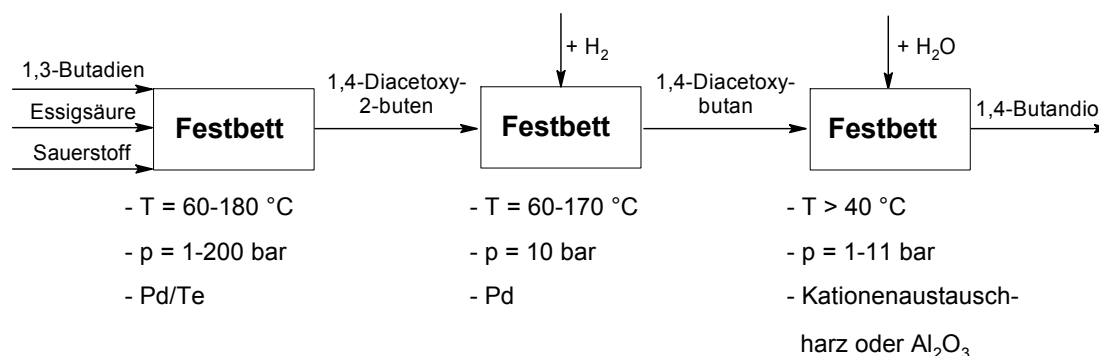 + H₂
+ H₂O
1,3-Butadien
Essigsäure
Sauerstoff
Festbett
1,4-Diacetoxy-
2-buten
Festbett
1,4-Diacetoxy-
butan
Festbett
1,4-Butandio
- T = 60-180 °C
- p = 1-200 bar
- Pd/Te
- T = 60-170 °C
- p = 10 bar
- Pd
- T > 40 °C
- p = 1-11 bar
- Kationenaustausch-
harz oder Al₂O₃